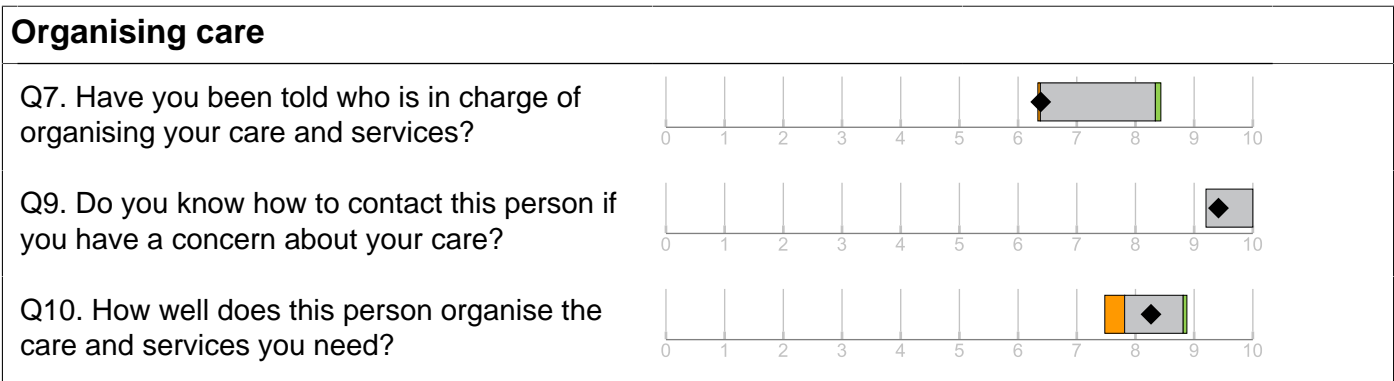 Organising care
Q7. Have you been told who is in charge of
organising your care and services?
0 1 2 3 4 5 6 7 8 9 10
Q9. Do you know how to contact this person if
you have a concern about your care?
0 1 2 3 4 5 6 7 8 9 10
Q10. How well does this person organise the
care and services you need?
0 1 2 3 4 5 6 7 8 9 10